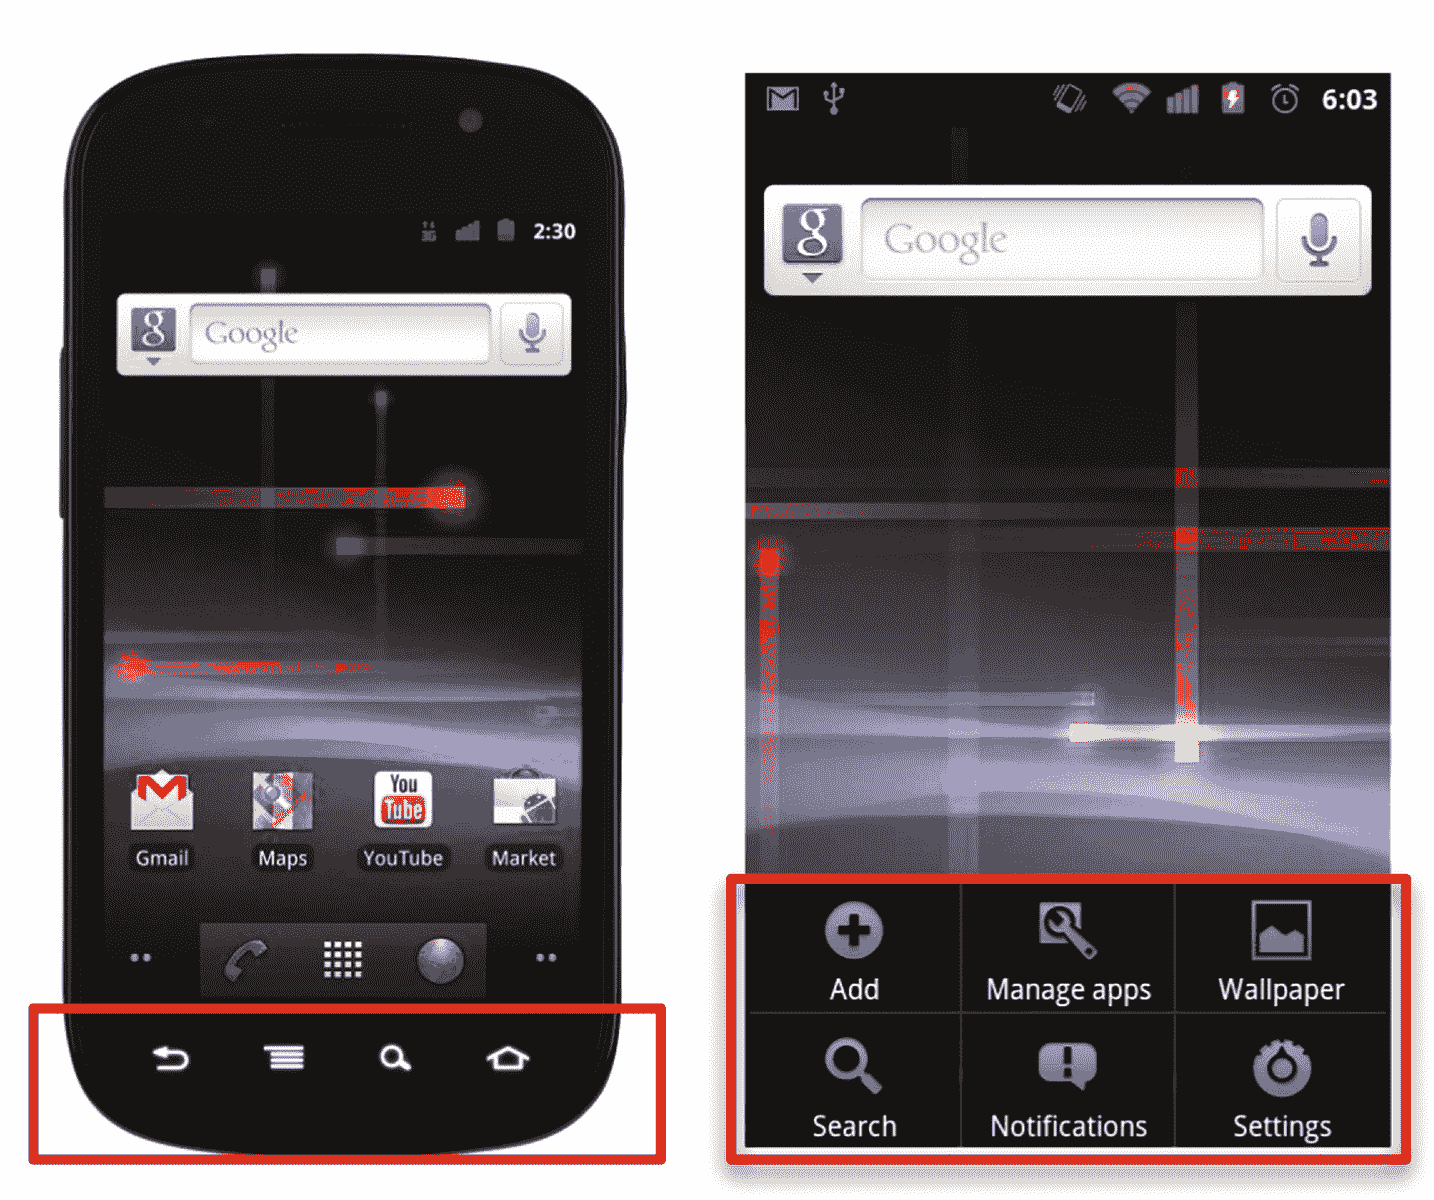 3G
2:30
g Google
Gmail Maps You Tube YouTube Market
6:03
g Google
Add Manage apps Wallpaper
Search Notifications Settings